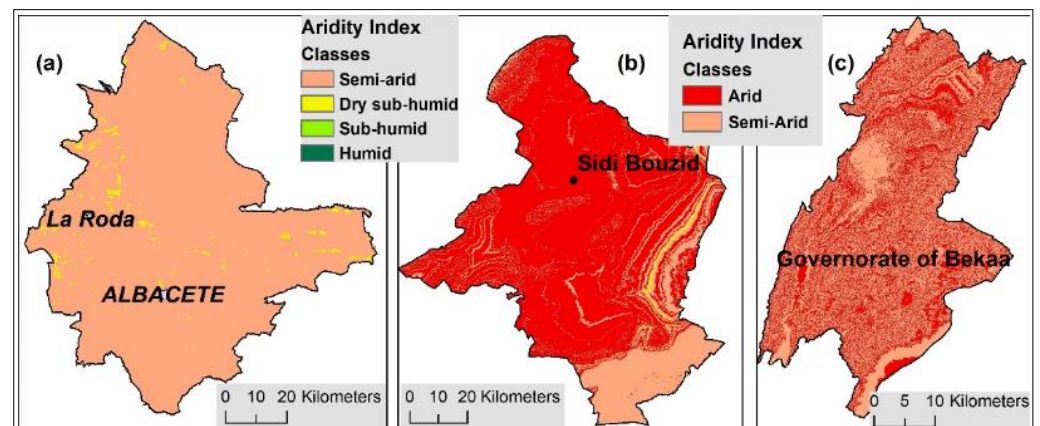 (a)
Aridity Index
Classes
Semi-arid
Dry sub-humid
Sub-humid
Humid
La Roda
ALBACETE
0 10 20 Kilometers
(b)
Aridity Index
Classes
Arid
Semi-Arid
Sidi Bouzid
0 10 20 Kilometers
(c)
Governorate of Bekaa
0 5 10 Kilometers